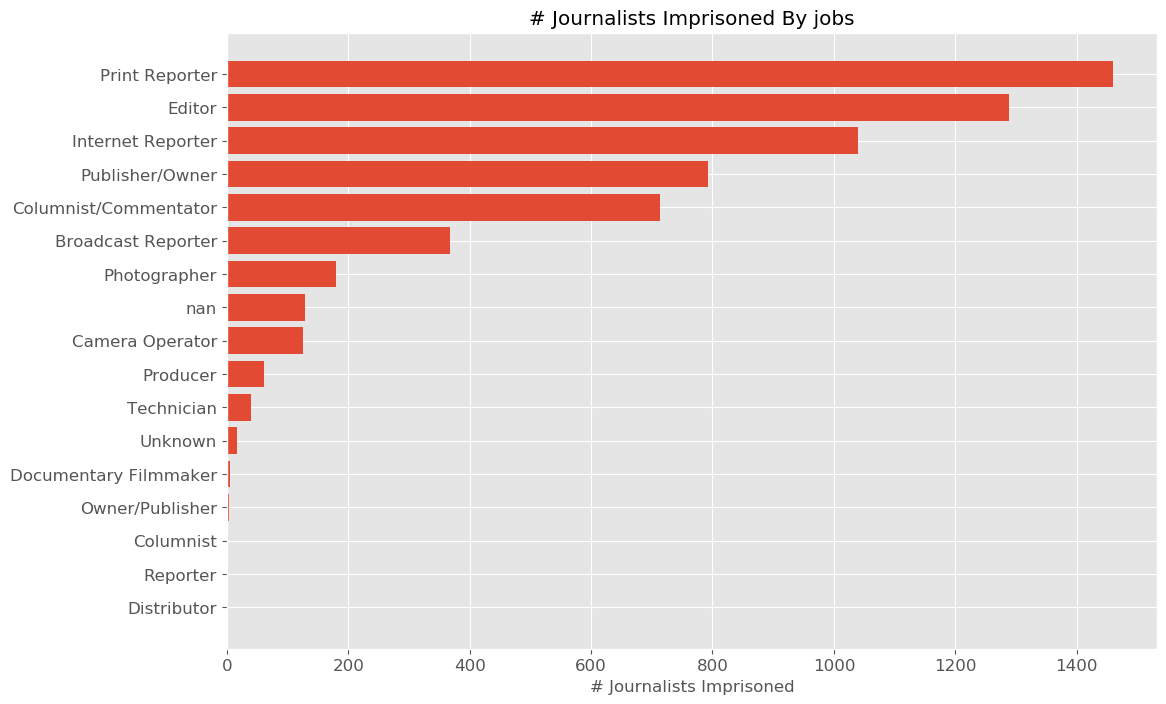 # Journalists Imprisoned By jobs
Print Reporter
Editor
Internet Reporter
Publisher/Owner
Columnist/Commentator
Broadcast Reporter
Photographer
nan
Camera Operator
Producer
Technician
Unknown
Documentary Filmmaker
Owner/Publisher
Columnist
Reporter
Distributor
0 200 400 600 800 1000 1200 1400
# Journalists Imprisoned